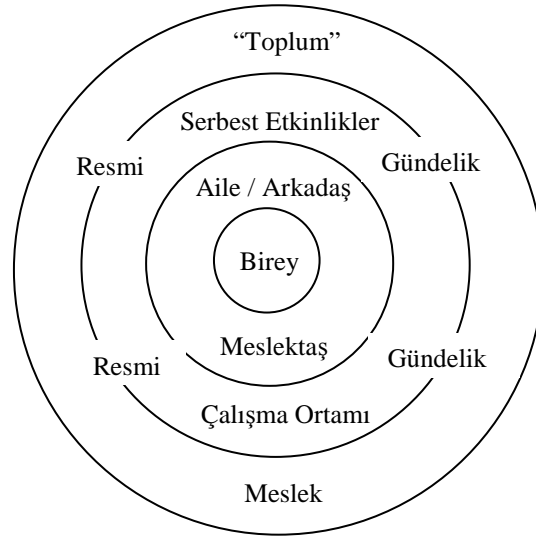 “Toplum”
Serbest Etkinlikler
Resmi
Gündelik
Aile / Arkadaş
Birey
Meslektaş
Resmi
Gündelik
Çalışma Ortamı
Meslek